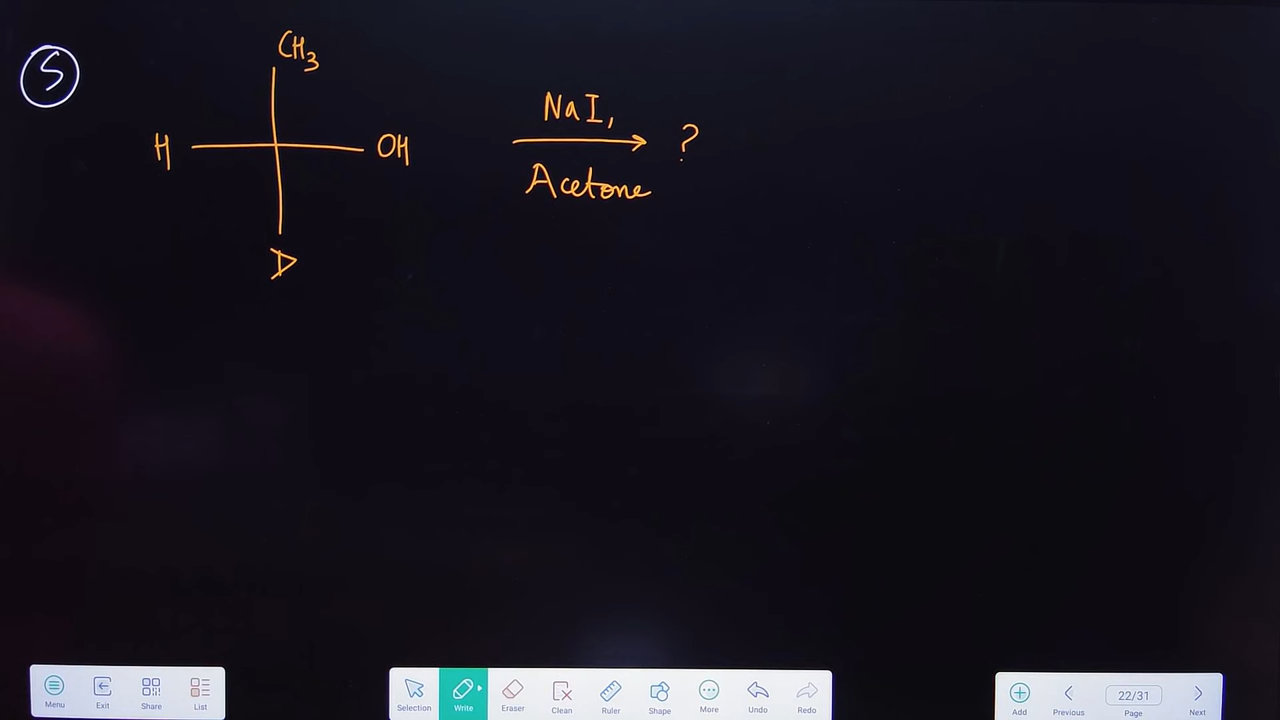 5
CH3
H OH
D
NaI,
Acetone
?
Menu Exit Share List
Selection Write Eraser Clean Ruler Shape More Undo Redo
Add Previous 22/31 Page Next